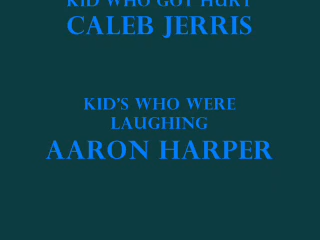 KID WHO GOT HURT
CALEB JERRIS
KID'S WHO WERE
LAUGHING
AARON HARPER